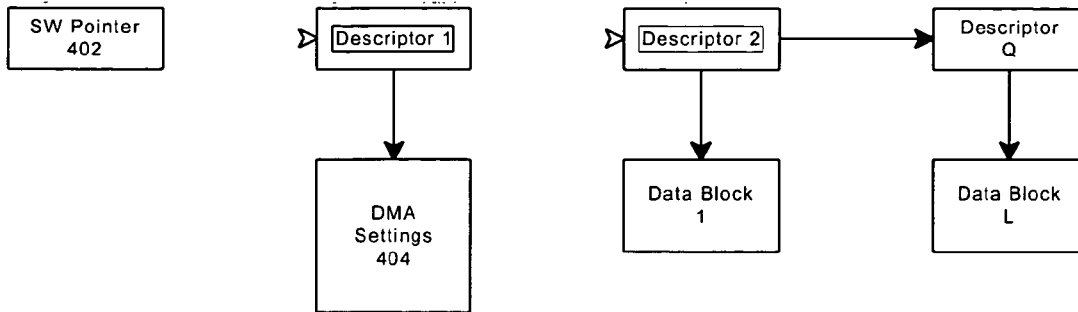 SW Pointer
402
Descriptor 1
Descriptor 2
Descriptor
Q
DMA
Settings
404
Data Block
1
Data Block
L